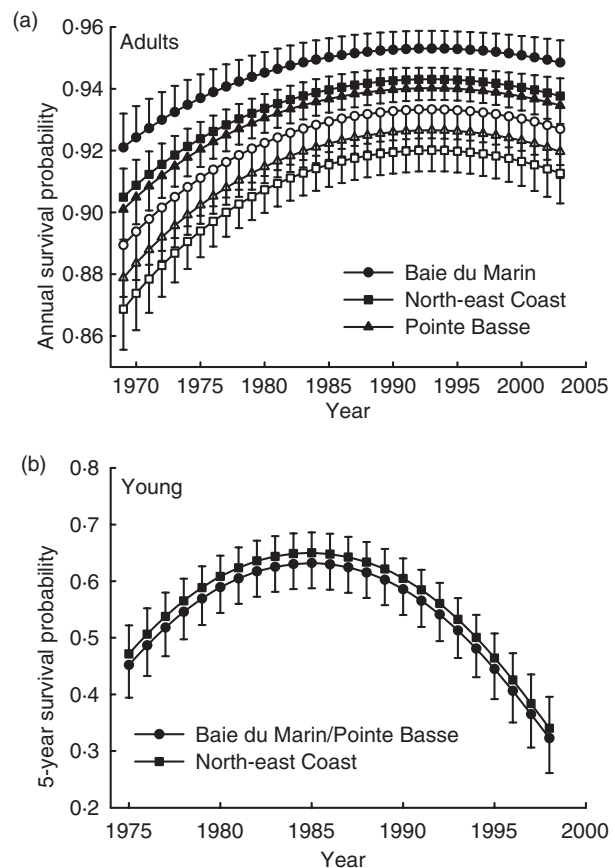 (a)
Adults
Annual survival probability
0·96
0·94
0·92
0·90
0·88
0·86
Baie du Marin
North-east Coast
Pointe Basse
1970 1975 1980 1985 1990 1995 2000 2005
Year
(b)
Young
5-year survival probability
0·8
0·7
0·6
0·5
0·4
0·3
0·2
Baie du Marin/Pointe Basse
North-east Coast
1975 1980 1985 1990 1995 2000
Year